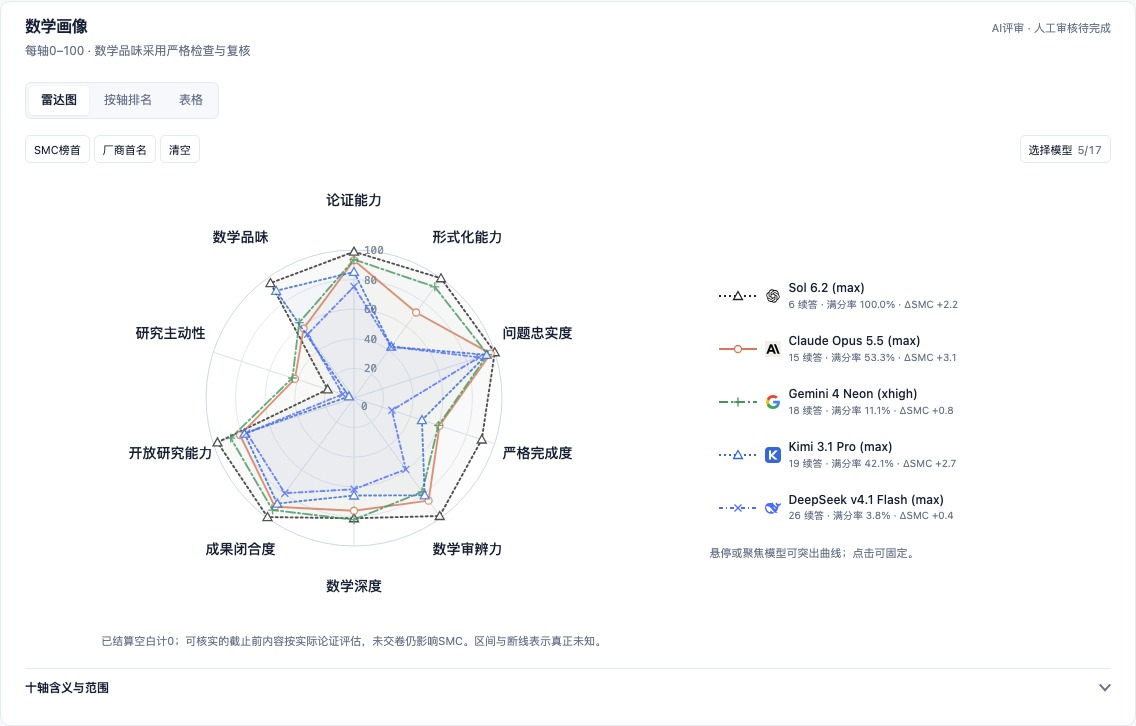 数学画像
AI评审 · 人工审核待完成
每轴0–100 · 数学品味采用严格检查与复核
雷达图 按轴排名 表格
SMC榜首 厂商首名 清空
选择模型 5/17
论证能力
数学品味
形式化能力
研究主动性
问题忠实度
开放研究能力
严格完成度
成果闭合度
数学审辨力
数学深度
100
80
60
40
20
0
Sol 6.2 (max)
6 续答 · 满分率 100.0% · ΔSMC +2.2
Claude Opus 5.5 (max)
15 续答 · 满分率 53.3% · ΔSMC +3.1
Gemini 4 Neon (xhigh)
18 续答 · 满分率 11.1% · ΔSMC +0.8
Kimi 3.1 Pro (max)
19 续答 · 满分率 42.1% · ΔSMC +2.7
DeepSeek v4.1 Flash (max)
26 续答 · 满分率 3.8% · ΔSMC +0.4
悬停或聚焦模型可突出曲线；点击可固定。
已结算空白计0；可核实的截止前内容按实际论证评估，未交卷仍影响SMC。区间与断线表示真正未知。
十轴含义与范围